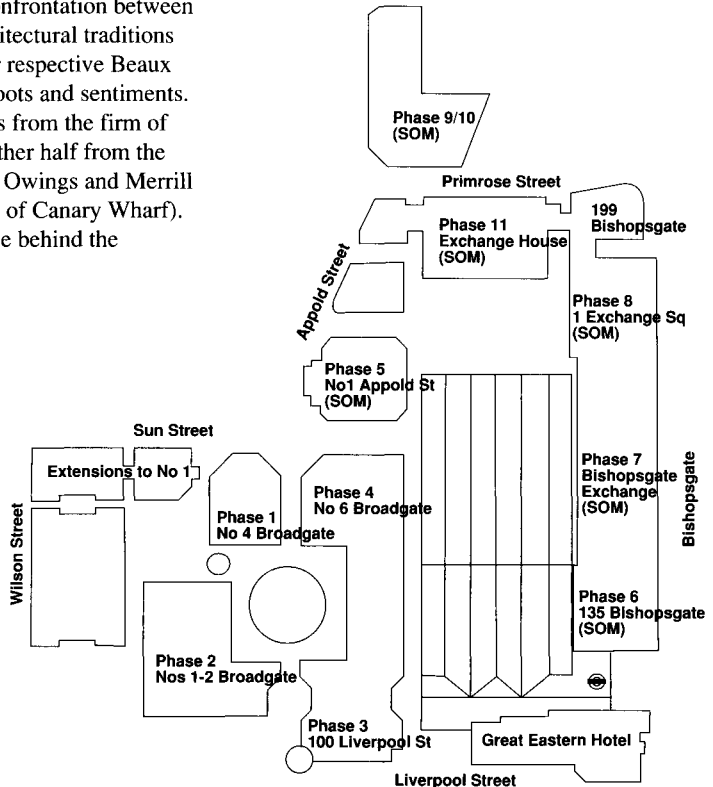 onfrontation between
itectural traditions
r respective Beaux
oots and sentiments.
s from the firm of
ther half from the
Owings and Merrill
of Canary Wharf).
e behind the
Phase 9/10
(SOM)
Primrose Street
199
Bishopsgate
Phase 11
Exchange House
(SOM)
Appold Street
Phase 8
1 Exchange Sq
(SOM)
Phase 5
No1 Appold St
(SOM)
Sun Street
Extensions to No 1
Wilson Street
Phase 1
No 4 Broadgate
Phase 4
No 6 Broadgate
Phase 7
Bishopsgate
Exchange
(SOM)
Bishopsgate
Phase 6
135 Bishopsgate
(SOM)
Phase 2
Nos 1-2 Broadgate
Phase 3
100 Liverpool St
Great Eastern Hotel
Liverpool Street